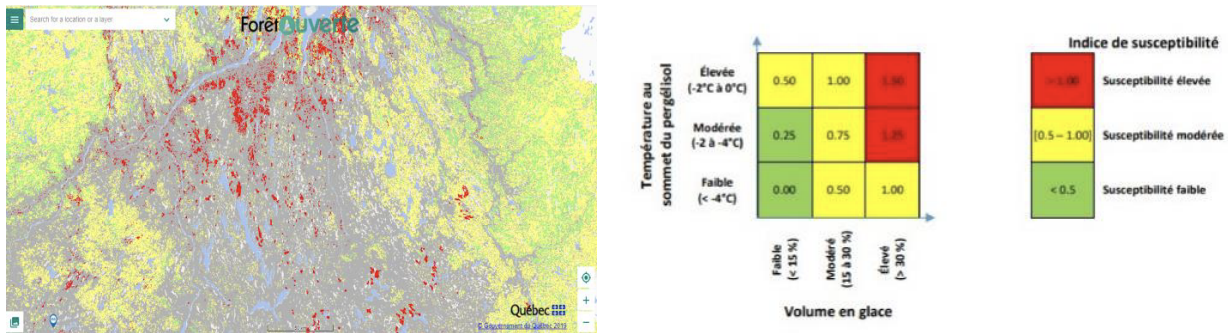 Search for a location or a layer
Forêt Ouverte
Québec
© Gouvernement du Québec 2019
Température au
sommet du pergélisol
Élevée
(-2°C à 0°C)
Modérée
(-2 à -4°C)
Faible
(< -4°C)
0.50 1.00 1.50
0.25 0.75 1.25
0.00 0.50 1.00
Faible
(< 15 %)
Modéré
(15 à 30 %)
Élevé
(> 30 %)
Volume en glace
Indice de susceptibilité
> 1.00 Susceptibilité élevée
[0.5 – 1.00] Susceptibilité modérée
< 0.5 Susceptibilité faible